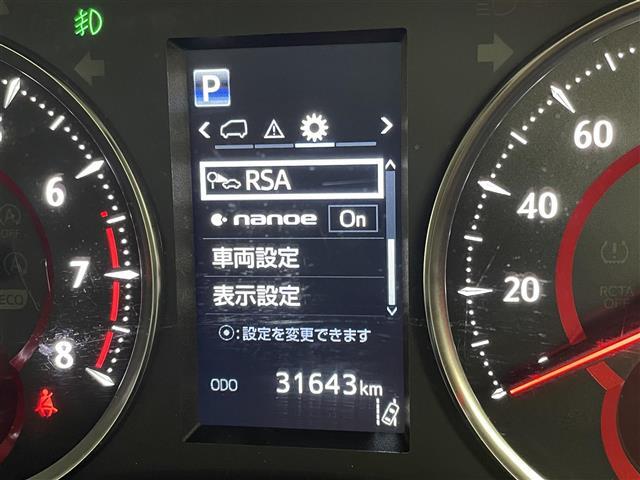 P
RSA
nanoe On
車両設定
表示設定
⦿:設定を変更できます
ODO 31643km
6
7
8
OFF
ECO
60
40
20
RCTA
OFF